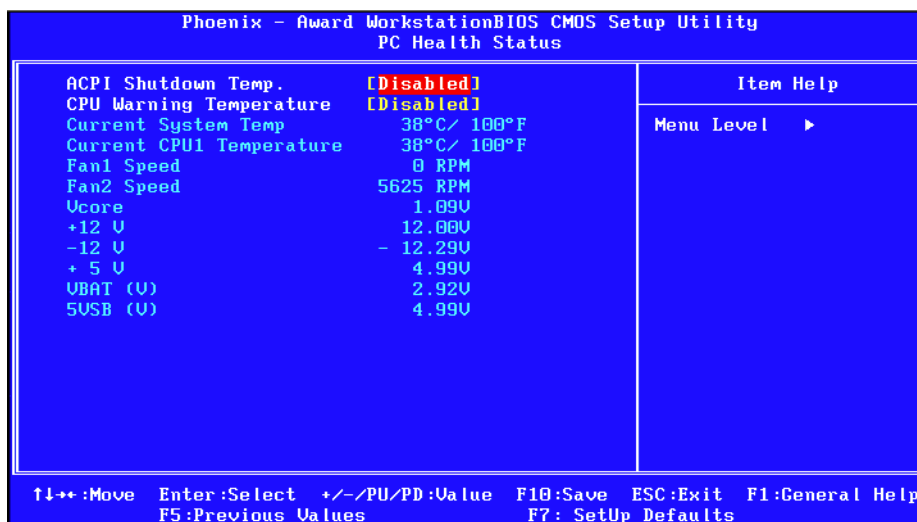 Phoenix - Award WorkstationBIOS CMOS Setup Utility
PC Health Status
ACPI Shutdown Temp. [Disabled]
CPU Warning Temperature [Disabled]
Current System Temp 38°C/ 100°F
Current CPU1 Temperature 38°C/ 100°F
Fan1 Speed 0 RPM
Fan2 Speed 5625 RPM
Vcore 1.09V
+12 V 12.00V
-12 V - 12.29V
+ 5 V 4.99V
VBAT (V) 2.92V
5VSB (V) 4.99V
Item Help
Menu Level ▶
↑↓→←:Move Enter:Select +/-/PU/PD:Value F10:Save ESC:Exit F1:General Help
F5:Previous Values F7: SetUp Defaults